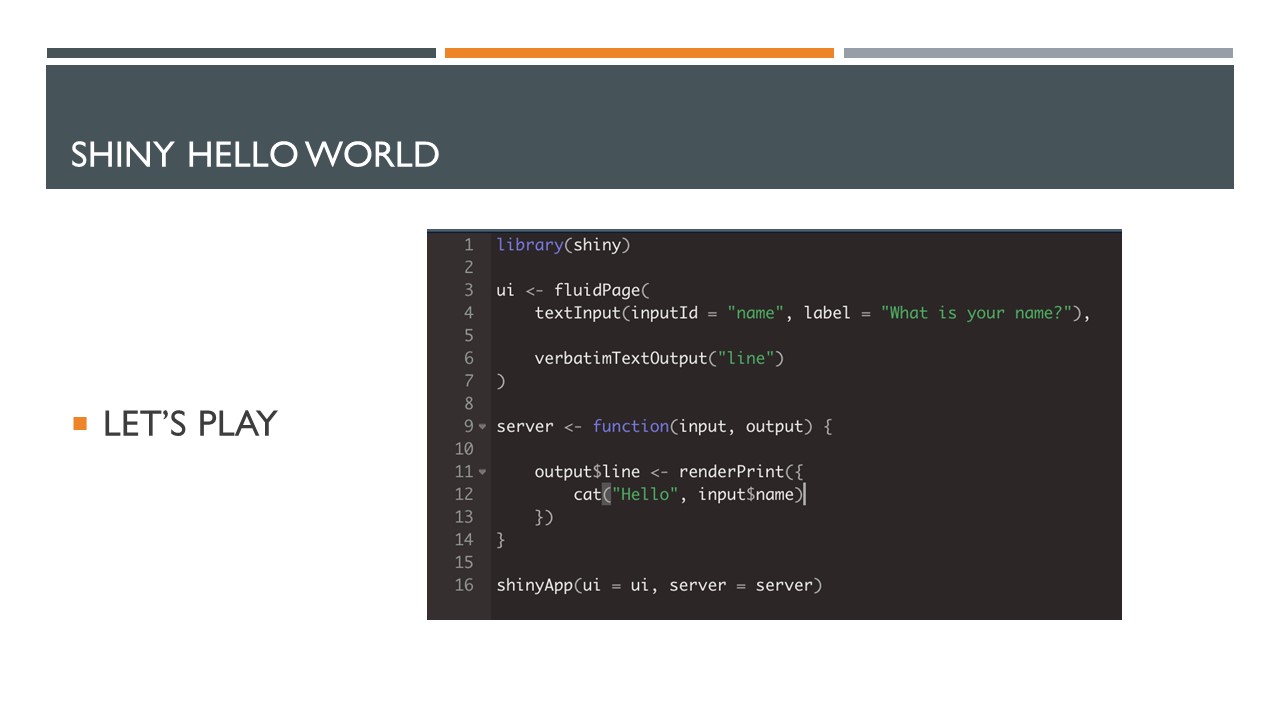 SHINY HELLO WORLD
LET’S PLAY
1 library(shiny)
2
3 ui <- fluidPage(
4     textInput(inputId = "name", label = "What is your name?"),
5
6     verbatimTextOutput("line")
7 )
8
9 server <- function(input, output) {
10
11     output$line <- renderPrint({
12         cat("Hello", input$name)
13     })
14 }
15
16 shinyApp(ui = ui, server = server)